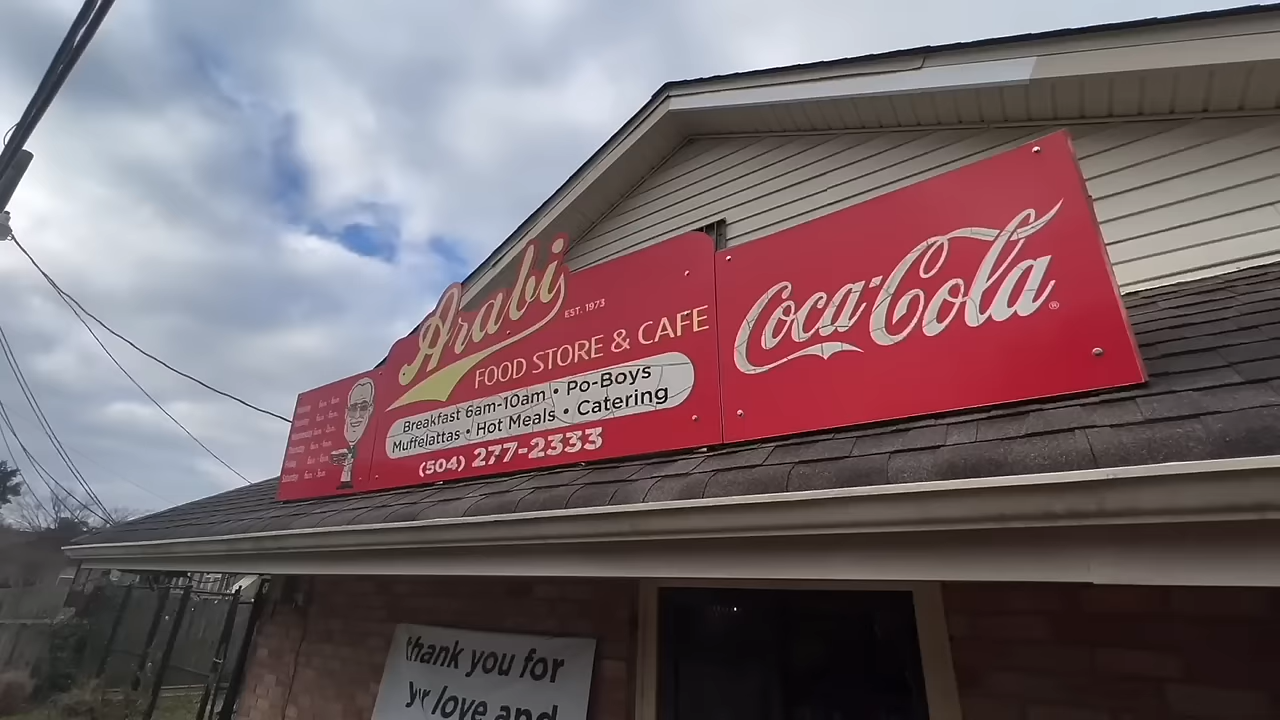 Arabi
EST. 1973
FOOD STORE & CAFE
Breakfast 6am-10am • Po-Boys
Muffelattas • Hot Meals • Catering
(504) 277-2333
Coca-Cola®
thank you for
love and